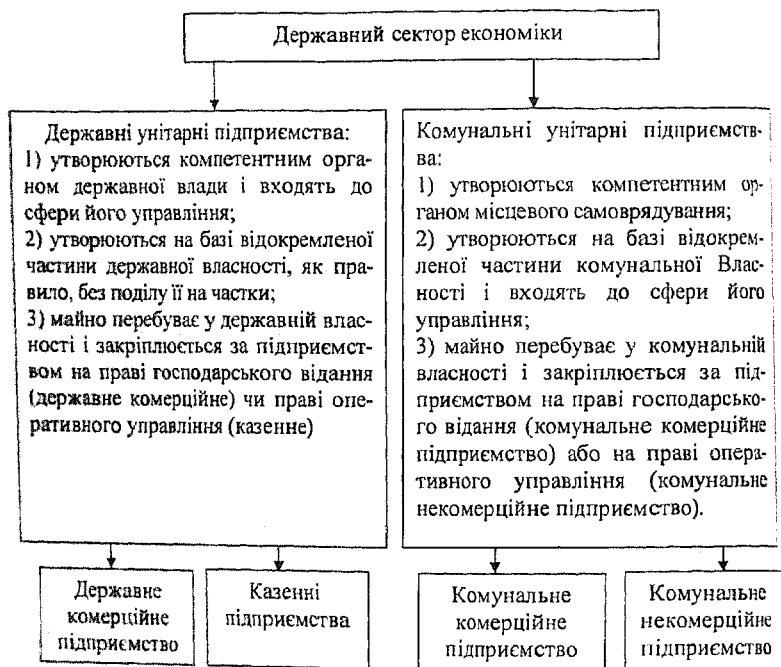 Державний сектор економіки
Державні унітарні підприємства:
1) утворюються компетентним орга-
ном державної влади і входять до
сфери його управління;
2) утворюються на базі відокремленої
частини державної власності, як пра-
вило, без поділу її на частки;
3) майно перебуває у державній влас-
ності і закріплюється за підприємст-
вом на праві господарського відання
(державне комерційне) чи праві опе-
ративного управління (казенне)
Комунальні унітарні підприємст-
ва:
1) утворюються компетентним ор-
ганом місцевого самоврядування;
2) утворюються на базі відокрем-
леної частини комунальної Влас-
ності і входять до сфери його
управління;
3) майно перебуває у комунальній
власності і закріплюється за під-
приємством на праві господарсько-
го відання (комунальне комерційне
підприємство) або на праві опера-
тивного управління (комунальне
некомерційне підприємство).
Державне
комерційне
підприємство
Казенні
підприємства
Комунальне
комерційне
підприємство
Комунальне
некомерційне
підприємство